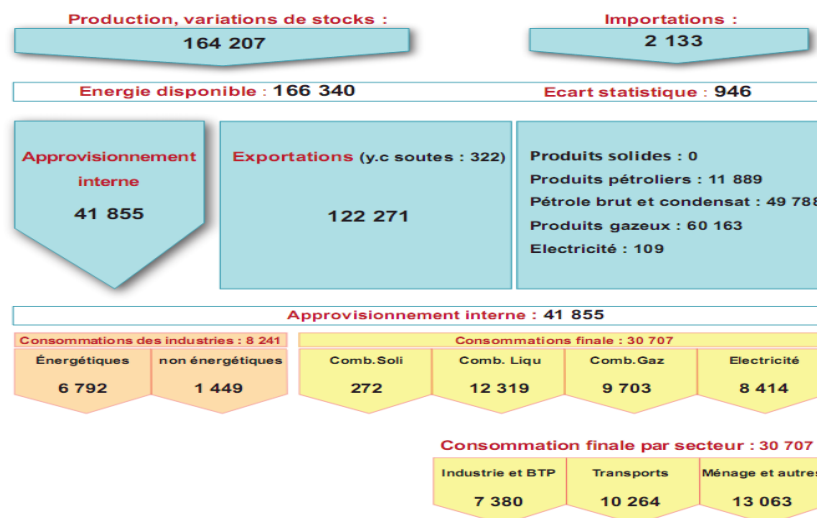 Production, variations de stocks :
164 207
Importations :
2 133
Energie disponible : 166 340
Ecart statistique : 946
Approvisionnement
interne
41 855
Exportations (y.c soutes : 322)
122 271
Produits solides : 0
Produits pétroliers : 11 889
Pétrole brut et condensat : 49 788
Produits gazeux : 60 163
Electricité : 109
Approvisionnement interne : 41 855
Consommations des industries : 8 241
Consommations finale : 30 707
Énergétiques
6 792
non énergétiques
1 449
Comb.Soli
272
Comb. Liqu
12 319
Comb.Gaz
9 703
Electricité
8 414
Consommation finale par secteur : 30 707
Industrie et BTP
7 380
Transports
10 264
Ménage et autres
13 063